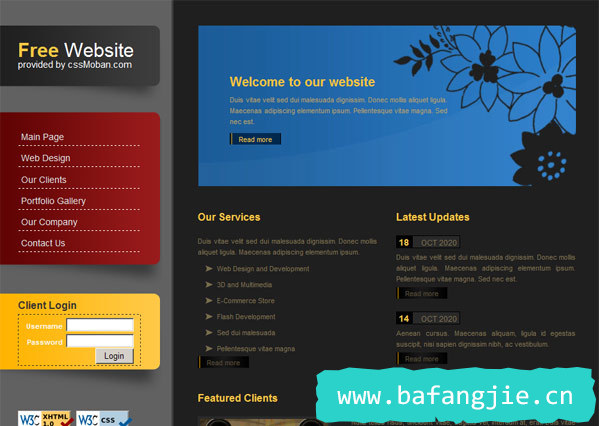 Free Website
provided by cssMoban.com
Main Page
Web Design
Our Clients
Portfolio Gallery
Our Company
Contact Us
Client Login
Username
Password
Login
W3C XHTML 1.0
W3C css
Welcome to our website
Duis vitae velit sed dui malesuada dignissim. Donec mollis aliquet ligula.
Maecenas adipiscing elementum ipsum. Pellentesque vitae magna. Sed
nec est.
Read more
Our Services
Duis vitae velit sed dui malesuada dignissim. Donec mollis
aliquet ligula. Maecenas adipiscing elementum ipsum.
Web Design and Development
3D and Multimedia
E-Commerce Store
Flash Development
Sed dui malesuada
Pellentesque vitae magna
Read more
Latest Updates
18 OCT 2020
Duis vitae velit sed dui malesuada dignissim. Donec mollis
aliquet ligula. Maecenas adipiscing elementum ipsum.
Pellentesque vitae magna.
Read more
14 OCT 2020
Aenean cursus. Maecenas aliquam, ligula id egestas
suscipit, nisi sapien dignissim nibh, ac vestibulum.
Read more
Featured Clients
www.bafangjie.cn